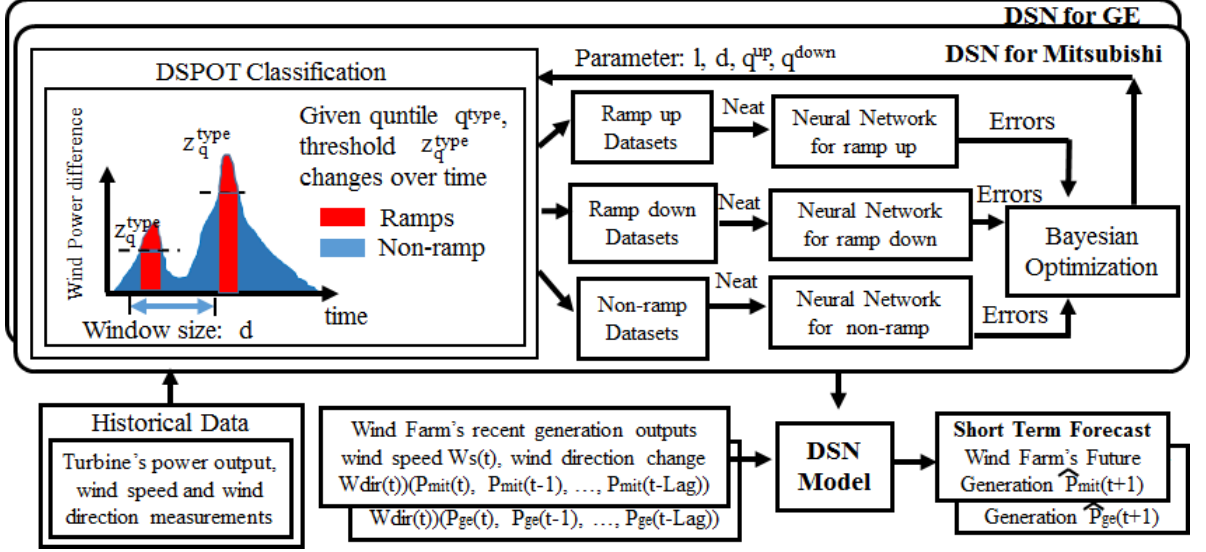 DSN for GE
DSN for Mitsubishi
DSPOT Classification
Wind Power difference
z_q^type
z_q^type
Given quntile q^type,
threshold z_q^type
changes over time
Ramps
Non-ramp
time
Window size: d
Parameter: l, d, q^up, q^down
Ramp up
Datasets
Neat
Neural Network
for ramp up
Errors
Ramp down
Datasets
Neat
Neural Network
for ramp down
Errors
Non-ramp
Datasets
Neat
Neural Network
for non-ramp
Errors
Bayesian
Optimization
Historical Data
Turbine's power output,
wind speed and wind
direction measurements
Wind Farm's recent generation outputs
wind speed Ws(t), wind direction change
Wdir(t))(Pmit(t), Pmit(t-1), ..., Pmit(t-Lag))
Wdir(t))(Pge(t), Pge(t-1), ..., Pge(t-Lag))
DSN
Model
Short Term Forecast
Wind Farm's Future
Generation P̂mit(t+1)
Generation P̂ge(t+1)